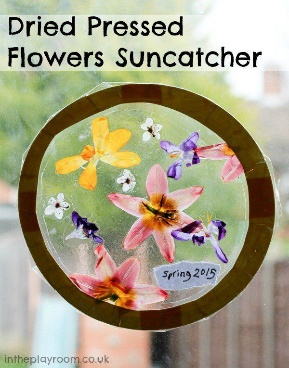 Dried Pressed
Flowers Suncatcher
spring 2015
intheplayroom.co.uk